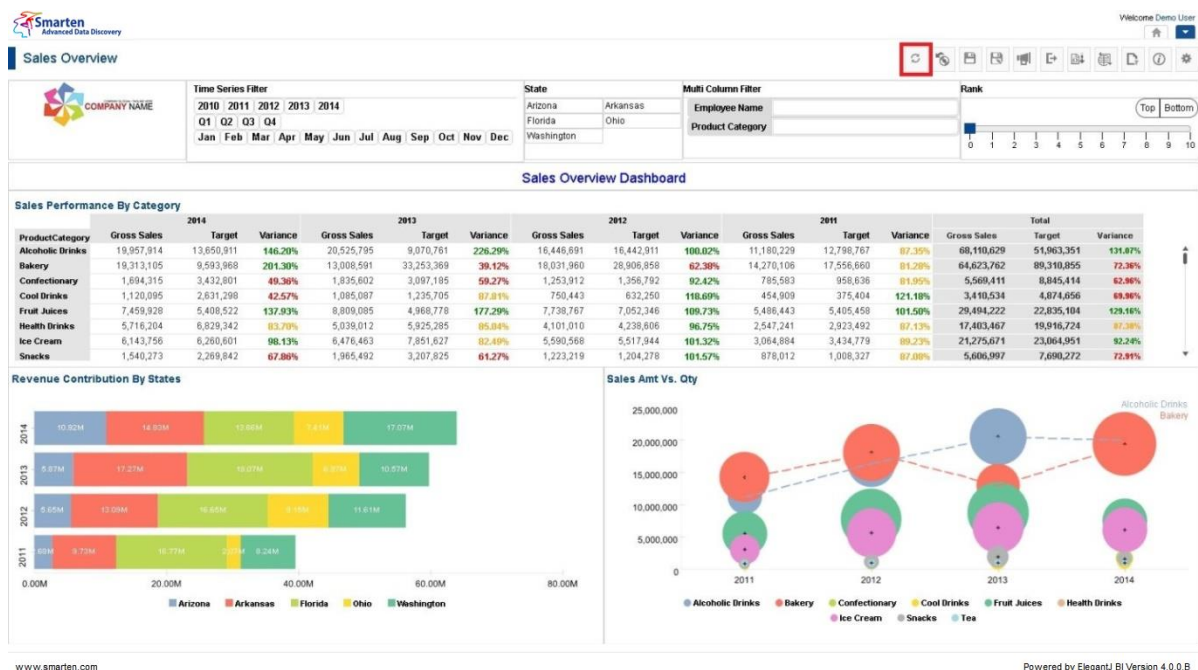 Smarten
Advanced Data Discovery
Welcome Demo User
Sales Overview
COMPANY NAME
Time Series Filter
2010 2011 2012 2013 2014
Q1 Q2 Q3 Q4
Jan Feb Mar Apr May Jun Jul Aug Sep Oct Nov Dec
State
Arizona Arkansas
Florida Ohio
Washington
Multi Column Filter
Employee Name
Product Category
Rank
Top Bottom
0 1 2 3 4 5 6 7 8 9 10
Sales Overview Dashboard
Sales Performance By Category
2014 2013 2012 2011 Total
ProductCategory Gross Sales Target Variance Gross Sales Target Variance Gross Sales Target Variance Gross Sales Target Variance Gross Sales Target Variance
Alcoholic Drinks 19,957,914 13,650,911 146.20% 20,525,795 9,070,761 226.29% 16,446,691 16,442,911 100.02% 11,180,229 12,798,767 87.35% 68,110,629 51,963,351 131.07%
Bakery 19,313,105 9,593,968 201.30% 13,008,591 33,253,369 39.12% 18,031,960 28,906,858 62.38% 14,270,106 17,556,660 81.28% 64,623,762 89,310,855 72.36%
Confectionary 1,694,315 3,432,801 49.36% 1,835,602 3,097,185 59.27% 1,253,912 1,356,792 92.42% 785,583 958,636 81.95% 5,569,411 8,845,414 62.96%
Cool Drinks 1,120,095 2,631,298 42.57% 1,085,087 1,235,705 87.81% 750,443 632,250 118.69% 454,909 375,404 121.18% 3,410,534 4,874,656 69.96%
Fruit Juices 7,459,928 5,408,522 137.93% 8,809,085 4,968,778 177.29% 7,738,767 7,052,346 109.73% 5,486,443 5,405,458 101.50% 29,494,222 22,835,104 129.16%
Health Drinks 5,716,204 6,829,342 83.70% 5,039,012 5,925,285 85.04% 4,101,010 4,238,606 96.75% 2,547,241 2,923,492 87.13% 17,403,467 19,916,724 87.38%
Ice Cream 6,143,756 6,260,601 98.13% 6,476,463 7,851,627 82.49% 5,590,568 5,517,944 101.32% 3,064,884 3,434,779 89.23% 21,275,671 23,064,951 92.24%
Snacks 1,540,273 2,269,842 67.86% 1,965,492 3,207,825 61.27% 1,223,219 1,204,278 101.57% 878,012 1,008,327 87.08% 5,606,997 7,690,272 72.91%
Revenue Contribution By States
2014 10.82M 14.83M 17.07M
2013 5.87M 17.27M 10.57M
2012 5.65M 13.09M 11.61M
2011 9.73M 16.77M 6.24M
0.00M 20.00M 40.00M 60.00M 80.00M
Arizona Arkansas Florida Ohio Washington
Sales Amt Vs. Qty
Alcoholic Drinks
Bakery
25,000,000
20,000,000
15,000,000
10,000,000
5,000,000
0
2011 2012 2013 2014
Alcoholic Drinks Bakery Confectionary Cool Drinks Fruit Juices Health Drinks
Ice Cream Snacks Tea
www.smarten.com
Powered by ElegantJ BI Version 4.0.0.B